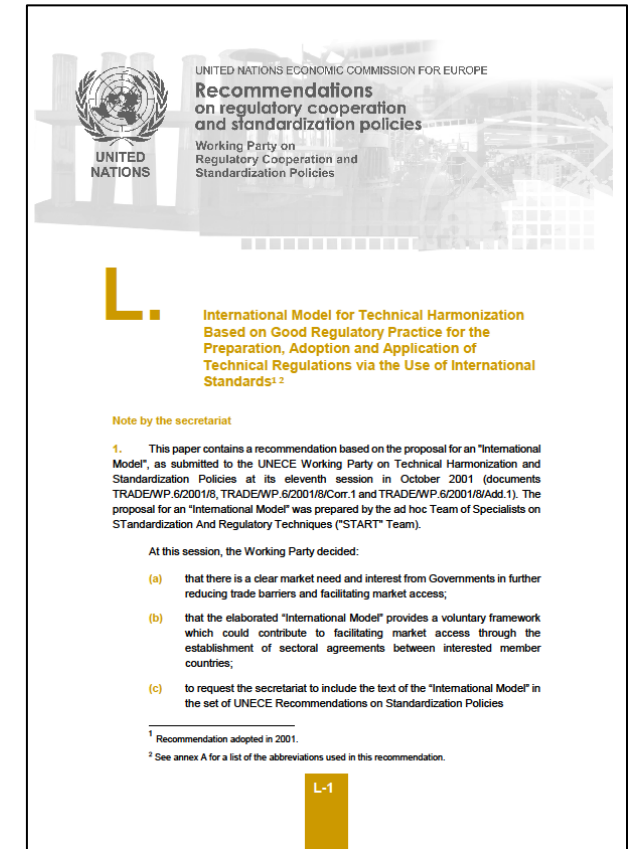 UNITED NATIONS ECONOMIC COMMISSION FOR EUROPE
Recommendations
on regulatory cooperation
and standardization policies
Working Party on
Regulatory Cooperation and
Standardization Policies
UNITED
NATIONS
L.
International Model for Technical Harmonization
Based on Good Regulatory Practice for the
Preparation, Adoption and Application of
Technical Regulations via the Use of International
Standards¹ ²
Note by the secretariat
1. This paper contains a recommendation based on the proposal for an "International
Model", as submitted to the UNECE Working Party on Technical Harmonization and
Standardization Policies at its eleventh session in October 2001 (documents
TRADE/WP.6/2001/8, TRADE/WP.6/2001/8/Corr.1 and TRADE/WP.6/2001/8/Add.1). The
proposal for an “International Model” was prepared by the ad hoc Team of Specialists on
STandardization And Regulatory Techniques ("START" Team).
At this session, the Working Party decided:
(a) that there is a clear market need and interest from Governments in further
reducing trade barriers and facilitating market access;
(b) that the elaborated “International Model” provides a voluntary framework
which could contribute to facilitating market access through the
establishment of sectoral agreements between interested member
countries;
(c) to request the secretariat to include the text of the “International Model” in
the set of UNECE Recommendations on Standardization Policies
¹ Recommendation adopted in 2001.
² See annex A for a list of the abbreviations used in this recommendation.
L-1